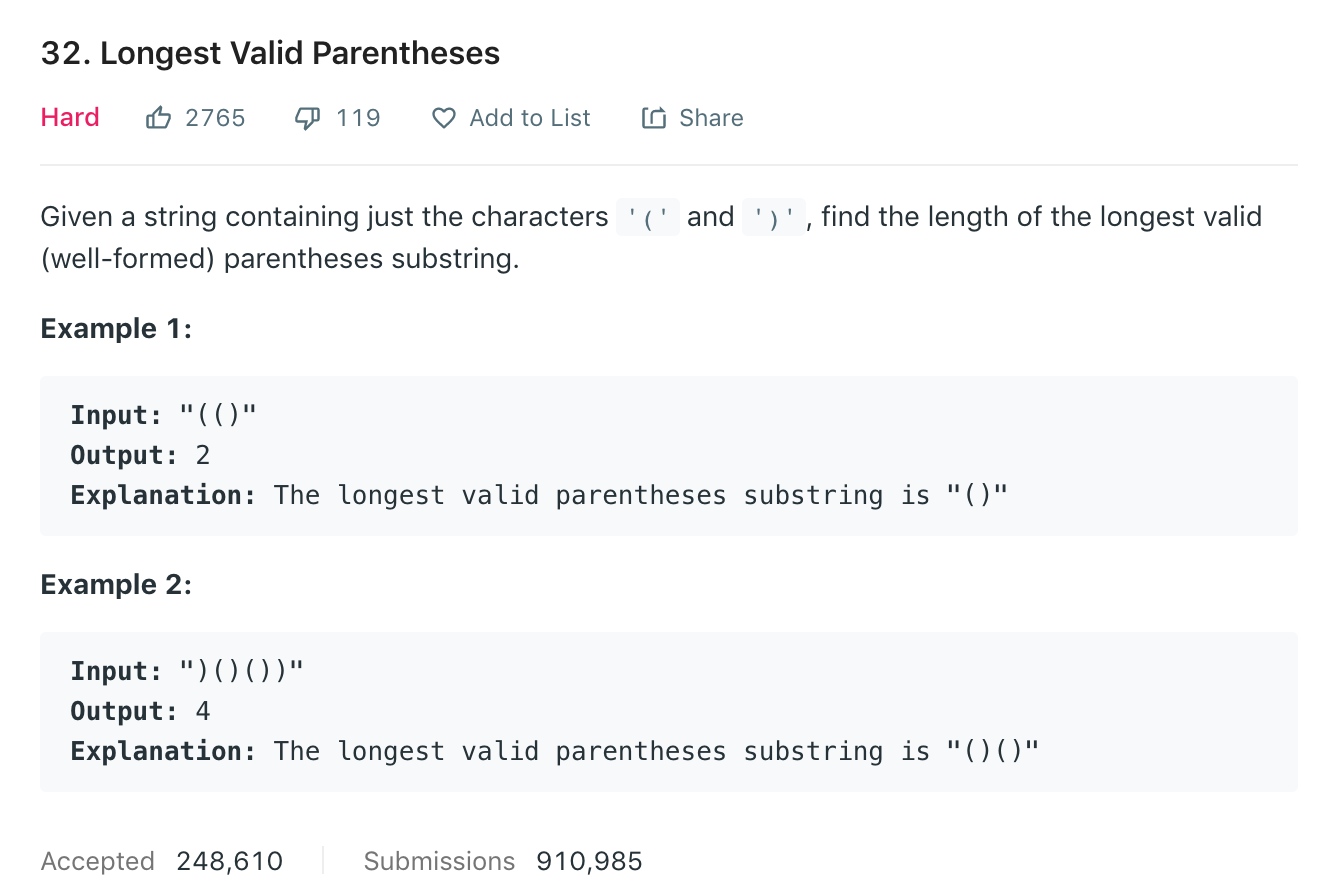 32. Longest Valid Parentheses
Hard 2765 119 Add to List Share
Given a string containing just the characters '(' and ')', find the length of the longest valid
(well-formed) parentheses substring.
Example 1:
Input: "(()"
Output: 2
Explanation: The longest valid parentheses substring is "()"
Example 2:
Input: ")()())"
Output: 4
Explanation: The longest valid parentheses substring is "()()"
Accepted 248,610 Submissions 910,985